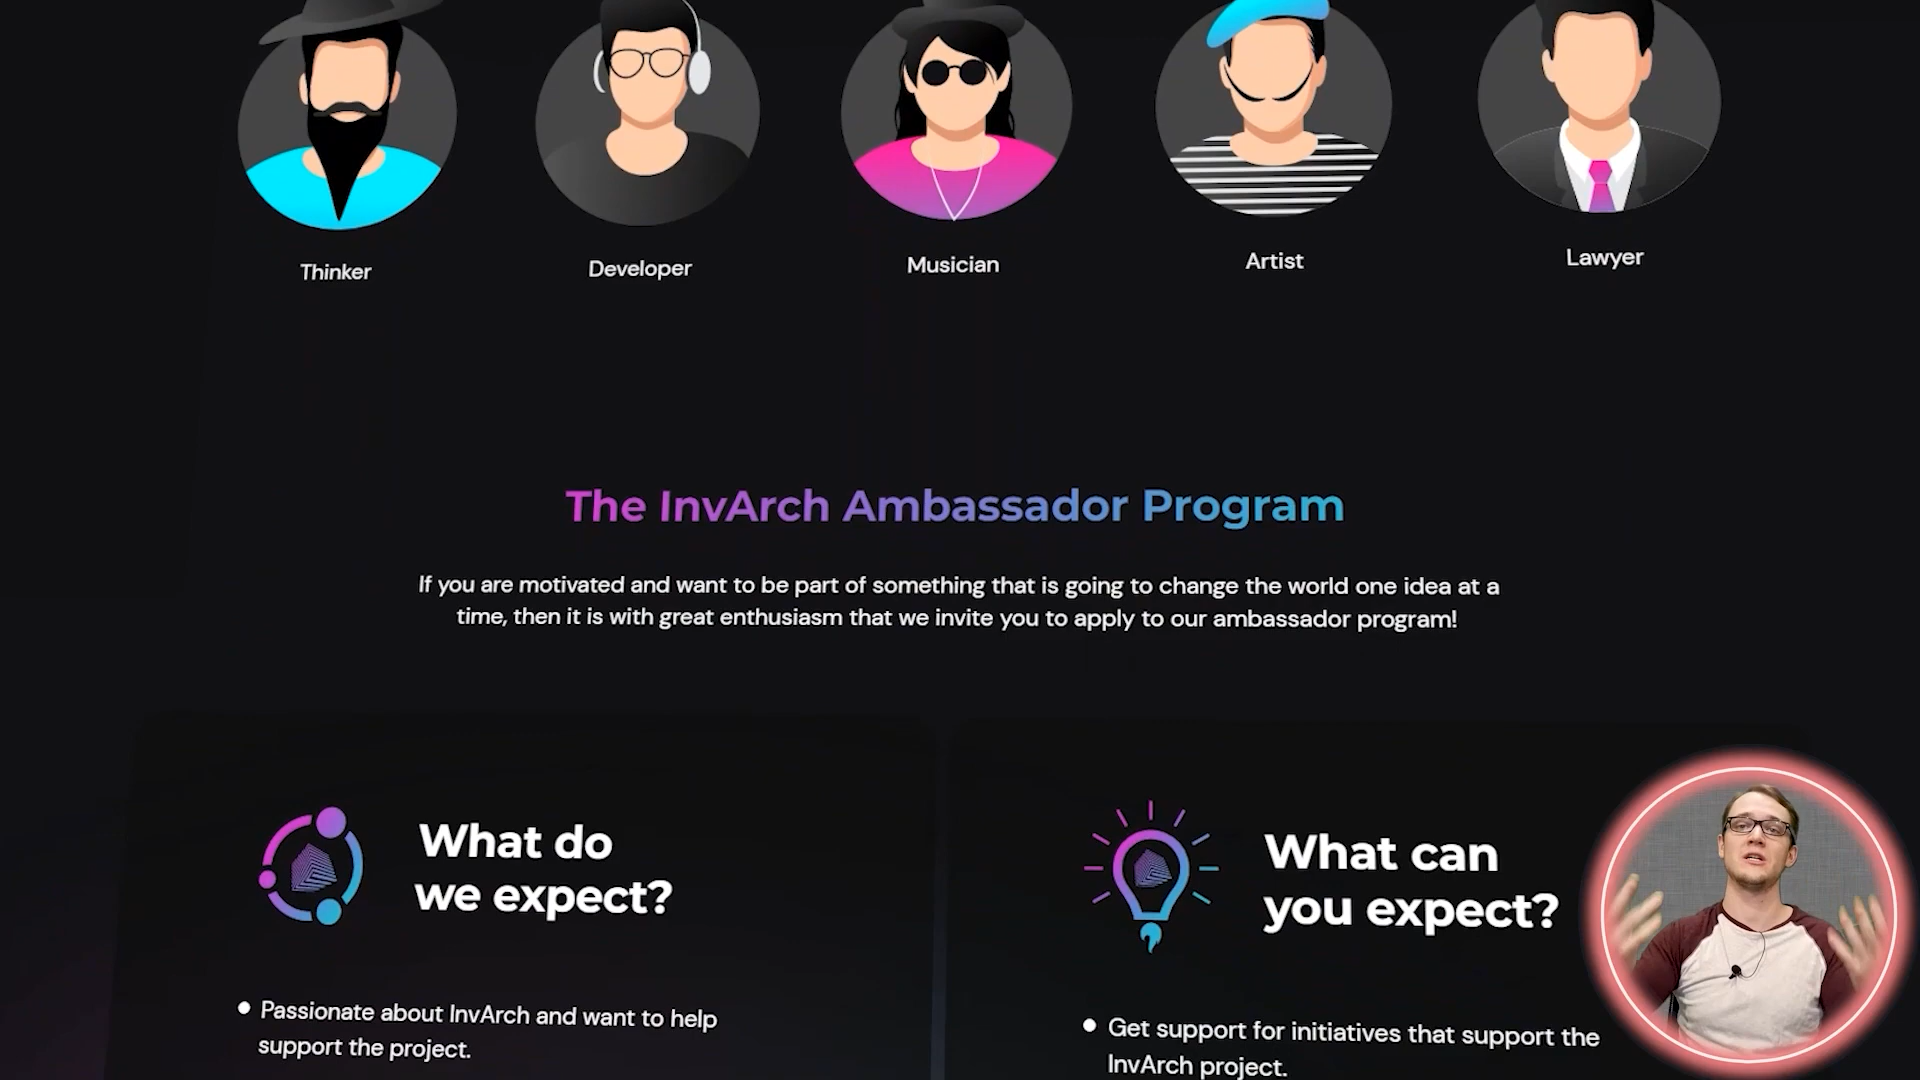 Thinker
Developer
Musician
Artist
Lawyer
The InvArch Ambassador Program
If you are motivated and want to be part of something that is going to change the world one idea at a
time, then it is with great enthusiasm that we invite you to apply to our ambassador program!
What do
we expect?
Passionate about InvArch and want to help
support the project.
What can
you expect?
Get support for initiatives that support the
InvArch project.